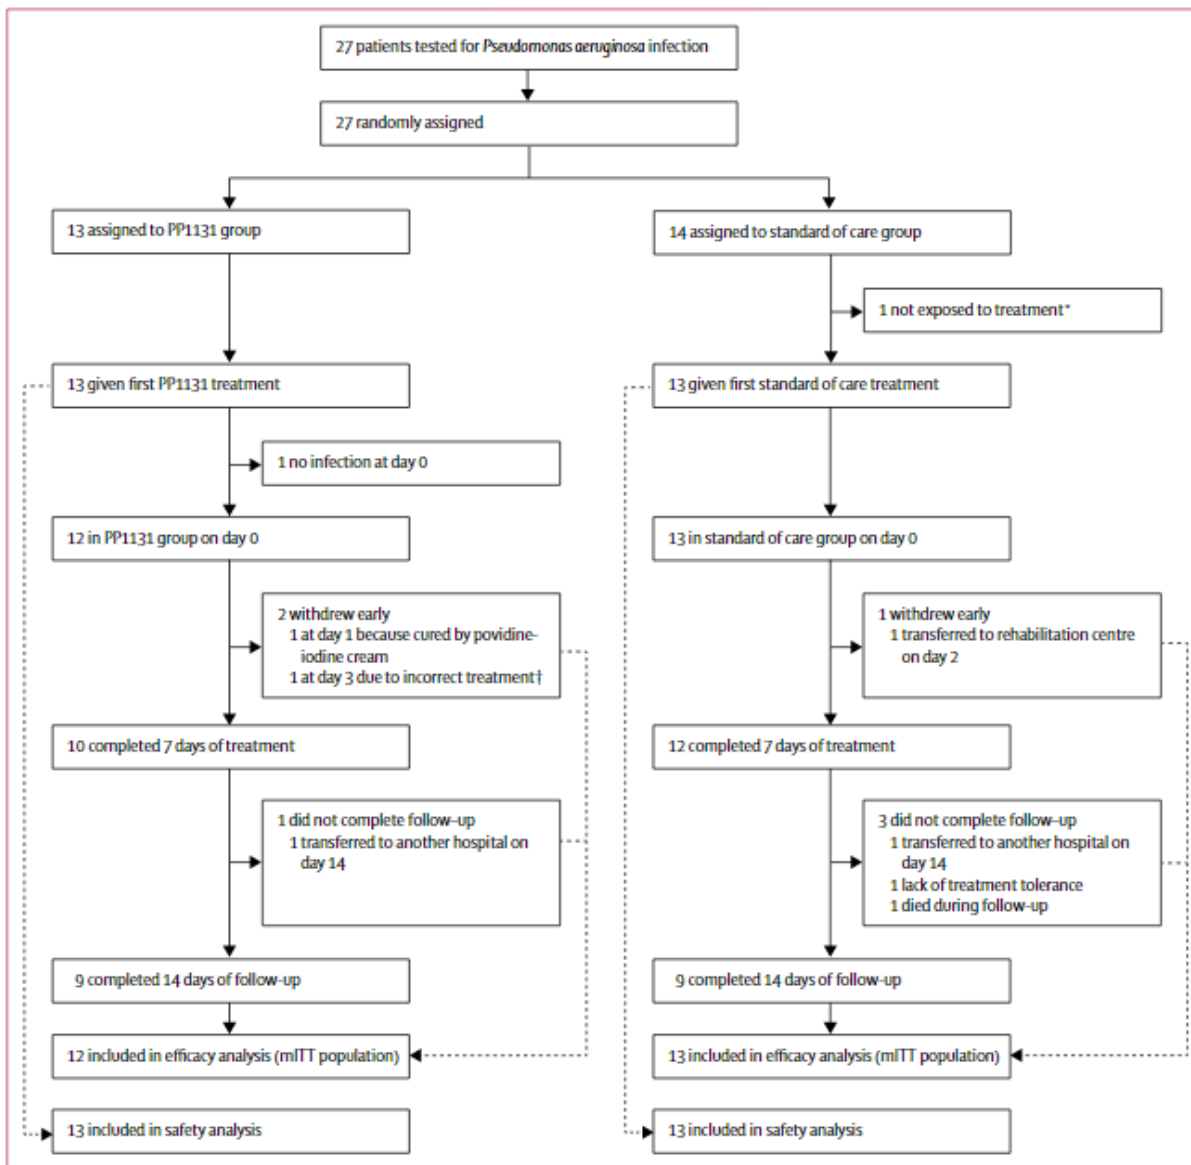 27 patients tested for Pseudomonas aeruginosa infection
27 randomly assigned
13 assigned to PP1131 group
14 assigned to standard of care group
1 not exposed to treatment*
13 given first PP1131 treatment
13 given first standard of care treatment
1 no infection at day 0
12 in PP1131 group on day 0
13 in standard of care group on day 0
2 withdrew early
1 at day 1 because cured by povidine-
iodine cream
1 at day 3 due to incorrect treatment†
1 withdrew early
1 transferred to rehabilitation centre
on day 2
10 completed 7 days of treatment
12 completed 7 days of treatment
1 did not complete follow-up
1 transferred to another hospital on
day 14
3 did not complete follow-up
1 transferred to another hospital on
day 14
1 lack of treatment tolerance
1 died during follow-up
9 completed 14 days of follow-up
9 completed 14 days of follow-up
12 included in efficacy analysis (mITT population)
13 included in efficacy analysis (mITT population)
13 included in safety analysis
13 included in safety analysis